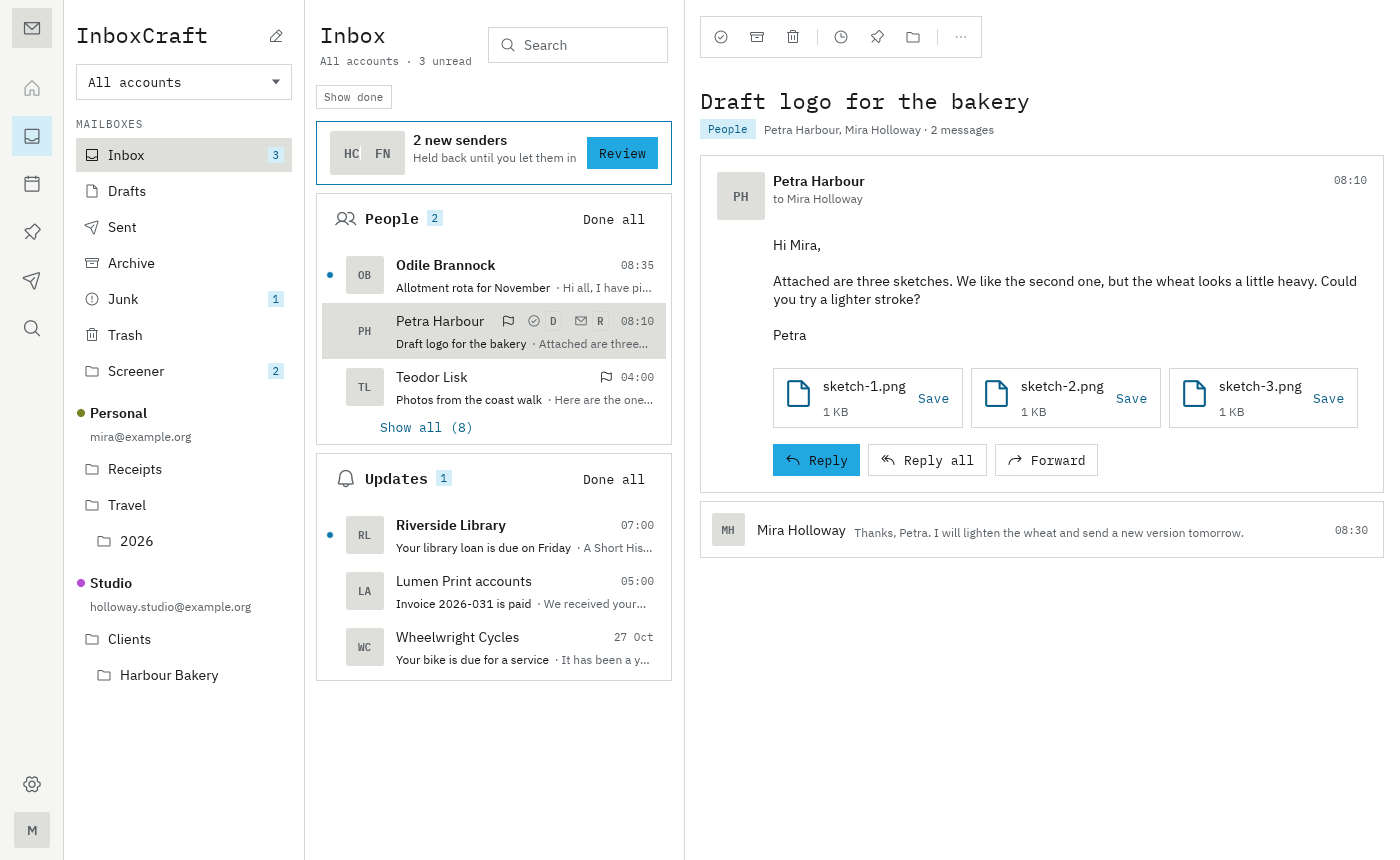 InboxCraft
All accounts
MAILBOXES
Inbox 3
Drafts
Sent
Archive
Junk 1
Trash
Screener 2
Personal
mira@example.org
Receipts
Travel
2026
Studio
holloway.studio@example.org
Clients
Harbour Bakery
M
Inbox
All accounts · 3 unread
Search
Show done
HC FN
2 new senders
Held back until you let them in
Review
People 2 Done all
OB
Odile Brannock 08:35
Allotment rota for November · Hi all, I have pi…
PH
Petra Harbour D R 08:10
Draft logo for the bakery · Attached are three…
TL
Teodor Lisk 04:00
Photos from the coast walk · Here are the one…
Show all (8)
Updates 1 Done all
RL
Riverside Library 07:00
Your library loan is due on Friday · A Short His…
LA
Lumen Print accounts 05:00
Invoice 2026-031 is paid · We received your…
WC
Wheelwright Cycles 27 Oct
Your bike is due for a service · It has been a y…
Draft logo for the bakery
People Petra Harbour, Mira Holloway · 2 messages
PH
Petra Harbour 08:10
to Mira Holloway
Hi Mira,
Attached are three sketches. We like the second one, but the wheat looks a little heavy. Could
you try a lighter stroke?
Petra
sketch-1.png
1 KB
Save
sketch-2.png
1 KB
Save
sketch-3.png
1 KB
Save
Reply Reply all Forward
MH Mira Holloway Thanks, Petra. I will lighten the wheat and send a new version tomorrow. 08:30